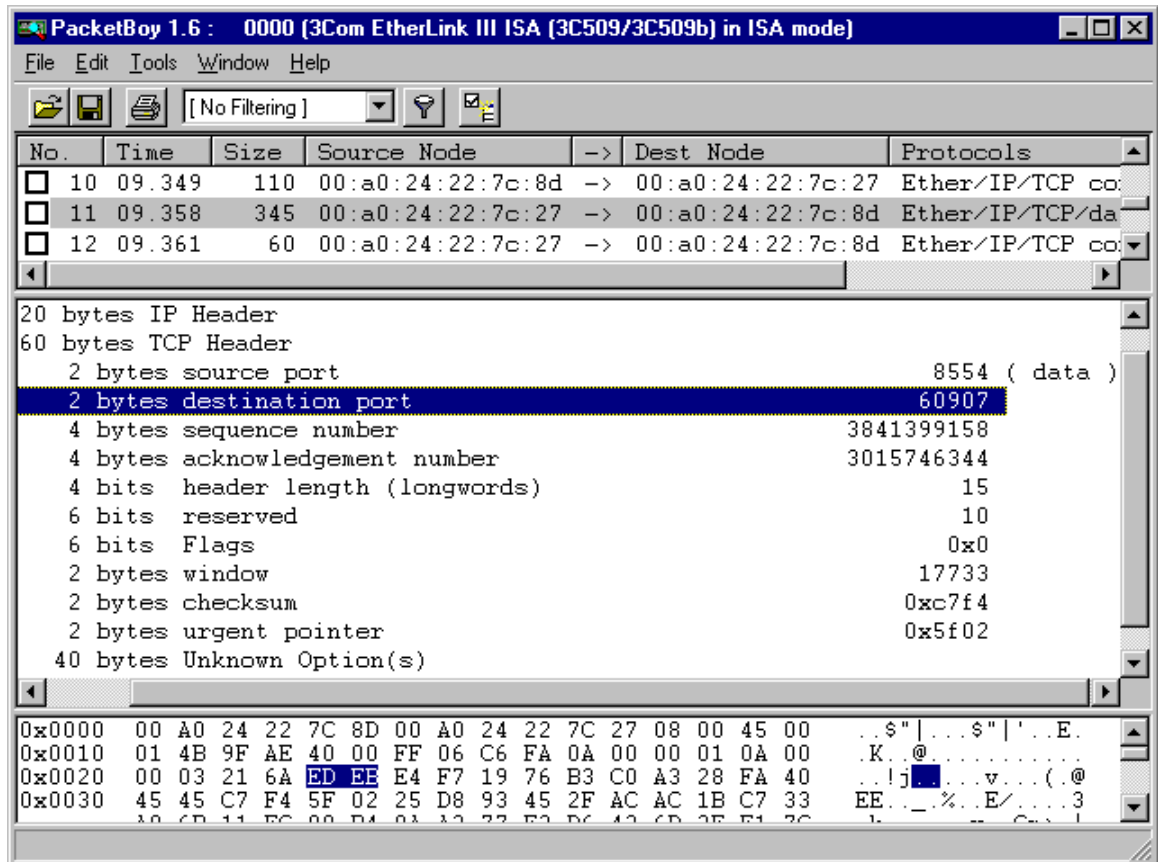 PacketBoy 1.6 : 0000 (3Com EtherLink III ISA (3C509/3C509b) in ISA mode)
File Edit Tools Window Help
[ No Filtering ]
No. Time Size Source Node -> Dest Node Protocols
10 09.349 110 00:a0:24:22:7c:8d -> 00:a0:24:22:7c:27 Ether/IP/TCP co
11 09.358 345 00:a0:24:22:7c:27 -> 00:a0:24:22:7c:8d Ether/IP/TCP/da
12 09.361 60 00:a0:24:22:7c:27 -> 00:a0:24:22:7c:8d Ether/IP/TCP co
20 bytes IP Header
60 bytes TCP Header
2 bytes source port 8554 ( data )
2 bytes destination port 60907
4 bytes sequence number 3841399158
4 bytes acknowledgement number 3015746344
4 bits header length (longwords) 15
6 bits reserved 10
6 bits Flags 0x0
2 bytes window 17733
2 bytes checksum 0xc7f4
2 bytes urgent pointer 0x5f02
40 bytes Unknown Option(s)
0x0000 00 A0 24 22 7C 8D 00 A0 24 22 7C 27 08 00 45 00 ..$"|...$"|'..E.
0x0010 01 4B 9F AE 40 00 FF 06 C6 FA 0A 00 00 01 0A 00 .K..@...........
0x0020 00 03 21 6A ED EB E4 F7 19 76 B3 C0 A3 28 FA 40 ..!j.....v...(.@
0x0030 45 45 C7 F4 5F 02 25 D8 93 45 2F AC AC 1B C7 33 EE.._.%..E/....3